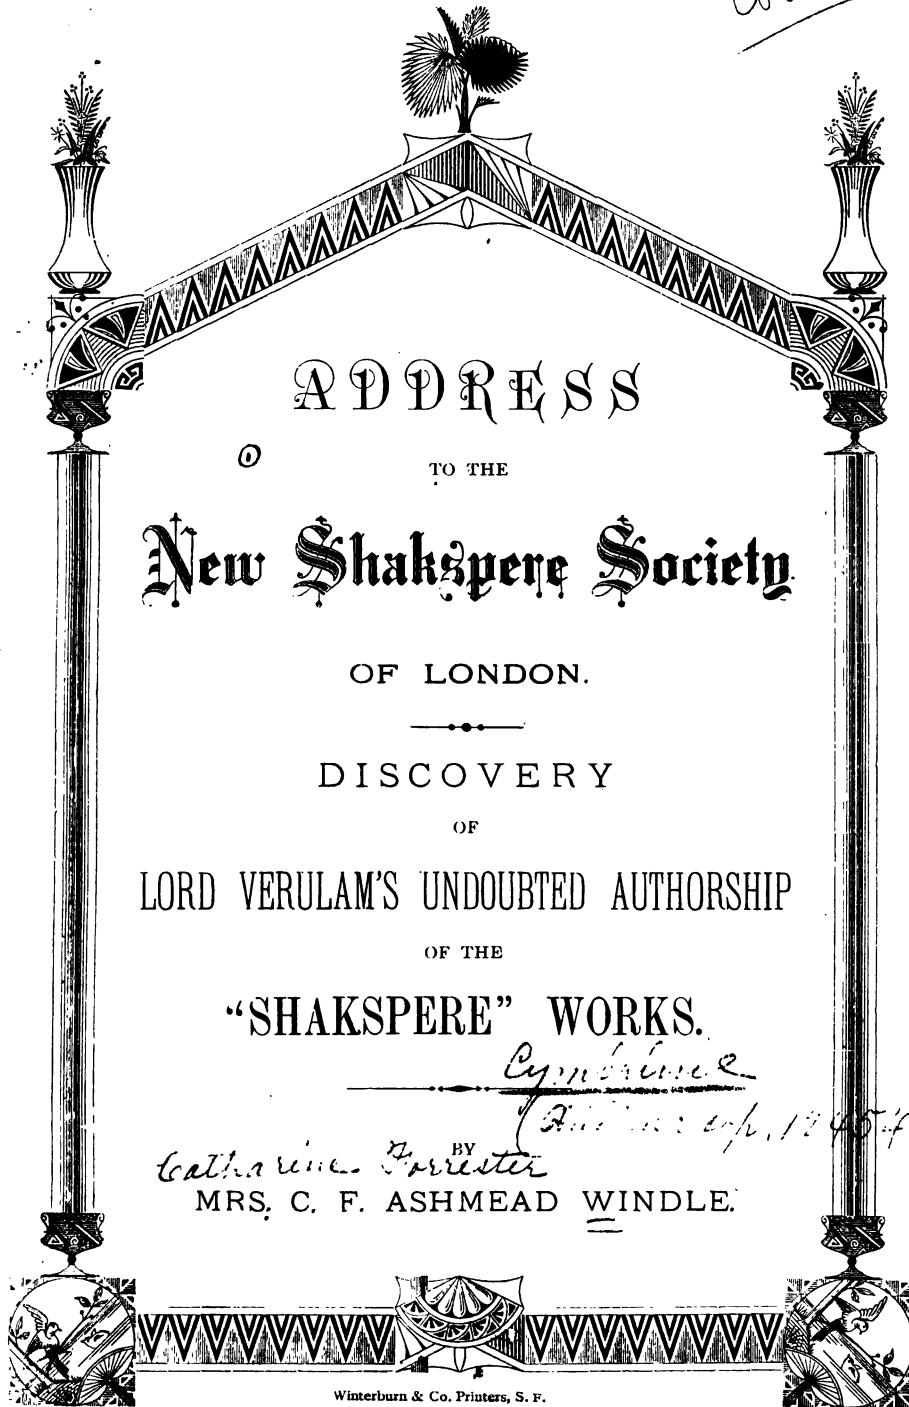 ADDRESS
TO THE
New Shakspere Society
OF LONDON.
DISCOVERY
OF
LORD VERULAM'S UNDOUBTED AUTHORSHIP
OF THE
"SHAKSPERE" WORKS.
Cymbeline
BY
Catharine Forrester
MRS. C. F. ASHMEAD WINDLE.
Winterburn & Co. Printers, S. F.